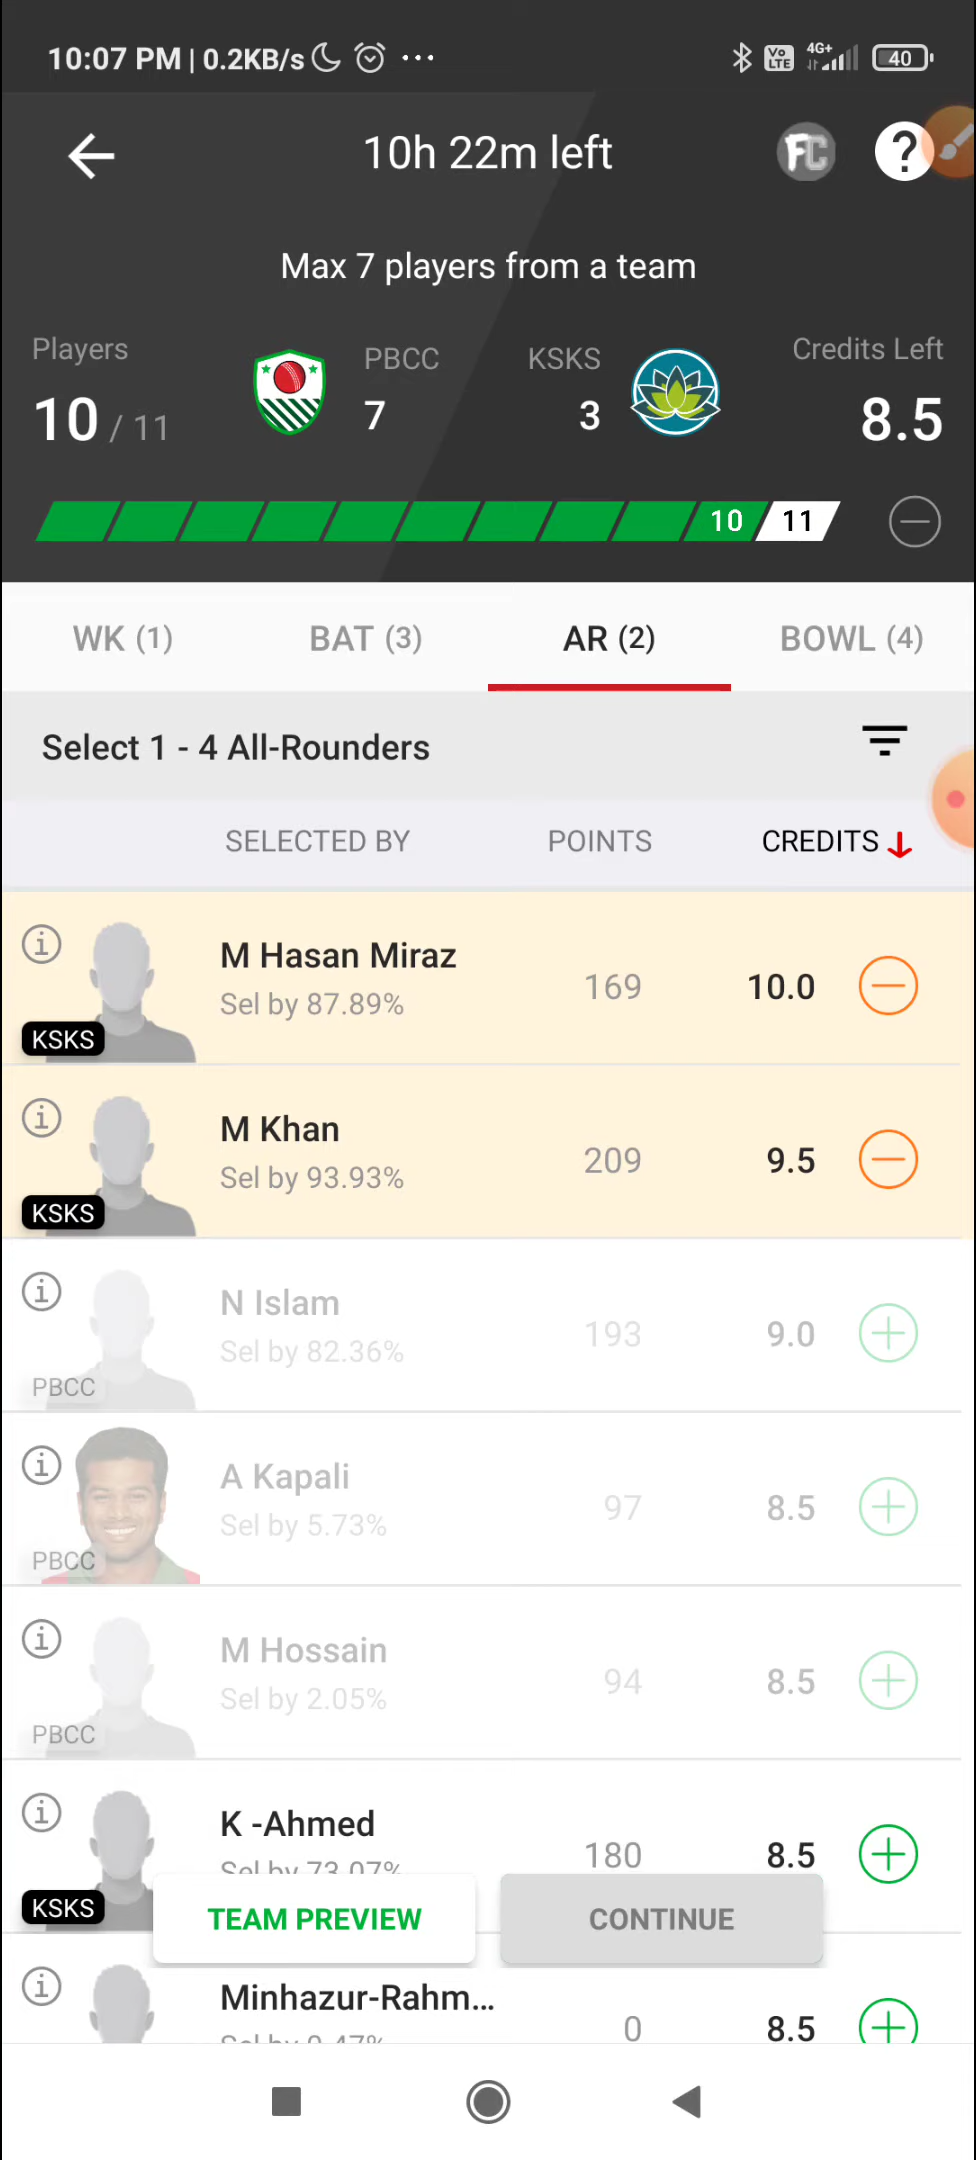 10:07 PM | 0.2KB/s ...
Vo LTE 4G+ 40
10h 22m left
FC ?
Max 7 players from a team
Players PBCC KSKS Credits Left
10 / 11 7 3 8.5
10 11
WK (1) BAT (3) AR (2) BOWL (4)
Select 1 - 4 All-Rounders
SELECTED BY POINTS CREDITS
M Hasan Miraz
Sel by 87.89%
169 10.0
KSKS
M Khan
Sel by 93.93%
209 9.5
KSKS
N Islam
Sel by 82.36%
193 9.0
PBCC
A Kapali
Sel by 5.73%
97 8.5
PBCC
M Hossain
Sel by 2.05%
94 8.5
PBCC
K -Ahmed
Sel by 73.07%
180 8.5
KSKS
TEAM PREVIEW CONTINUE
Minhazur-Rahm...
Sel by 0.47%
0 8.5